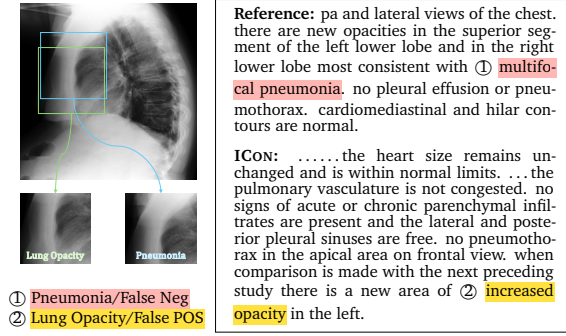 Lung Opacity
Pneumonia
① Pneumonia/False Neg
② Lung Opacity/False POS
Reference: pa and lateral views of the chest.
there are new opacities in the superior seg-
ment of the left lower lobe and in the right
lower lobe most consistent with ① multifo-
cal pneumonia. no pleural effusion or pneu-
mothorax. cardiomediastinal and hilar con-
tours are normal.
ICON: ......the heart size remains un-
changed and is within normal limits. ...the
pulmonary vasculature is not congested. no
signs of acute or chronic parenchymal infil-
trates are present and the lateral and poste-
rior pleural sinuses are free. no pneumotho-
rax in the apical area on frontal view. when
comparison is made with the next preceding
study there is a new area of ② increased
opacity in the left.